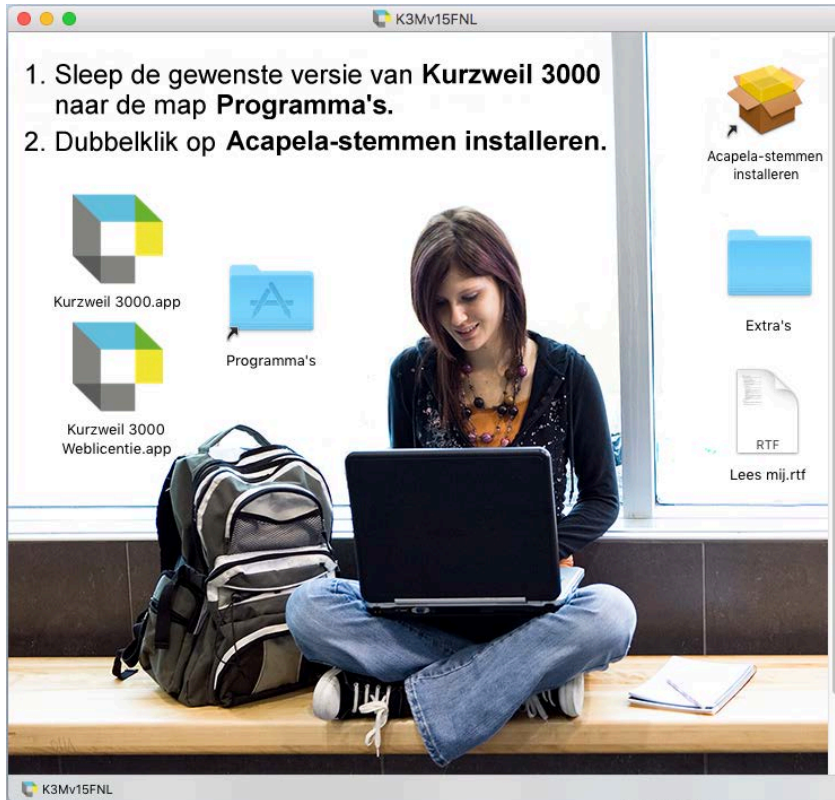 K3Mv15FNL
1. Sleep de gewenste versie van Kurzweil 3000
naar de map Programma's.
2. Dubbelklik op Acapela-stemmen installeren.
Kurzweil 3000.app
Programma's
Kurzweil 3000
Weblicentie.app
Acapela-stemmen
installeren
Extra's
RTF
Lees mij.rtf
K3Mv15FNL